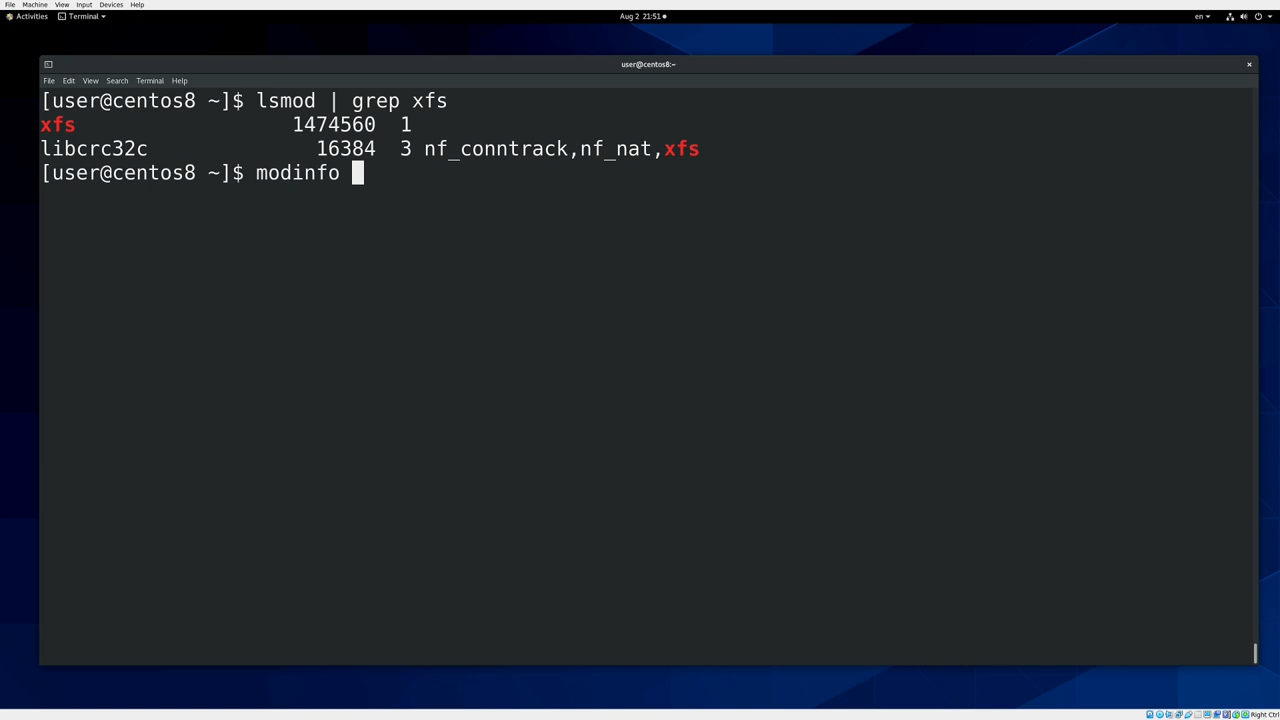 File Machine View Input Devices Help
Activities Terminal Aug 2 21:51 en
user@centos8:~
File Edit View Search Terminal Help
[user@centos8 ~]$ lsmod | grep xfs
xfs 1474560 1
libcrc32c 16384 3 nf_conntrack,nf_nat,xfs
[user@centos8 ~]$ modinfo
Right Ctrl